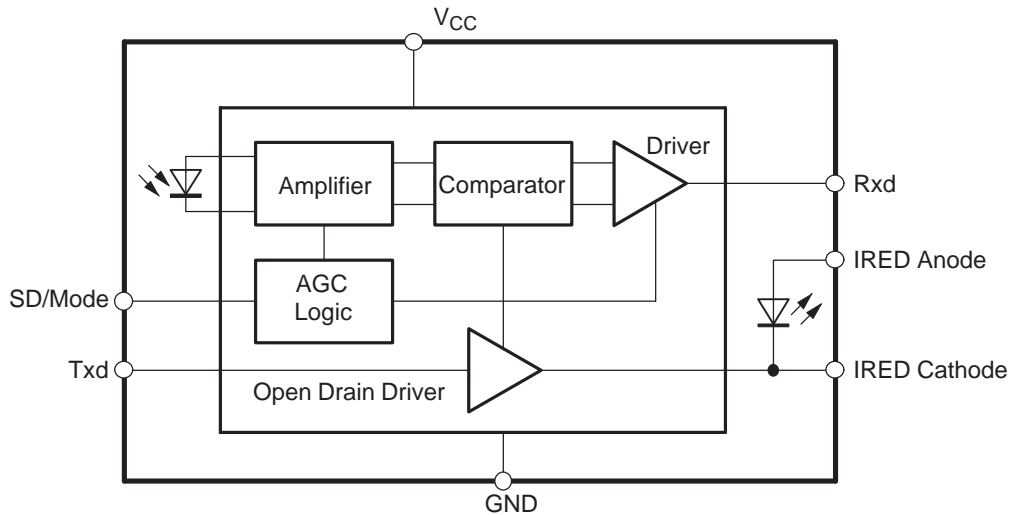 VCC
Driver
Amplifier
Comparator
Rxd
IRED Anode
AGC
Logic
SD/Mode
Txd
Open Drain Driver
IRED Cathode
GND